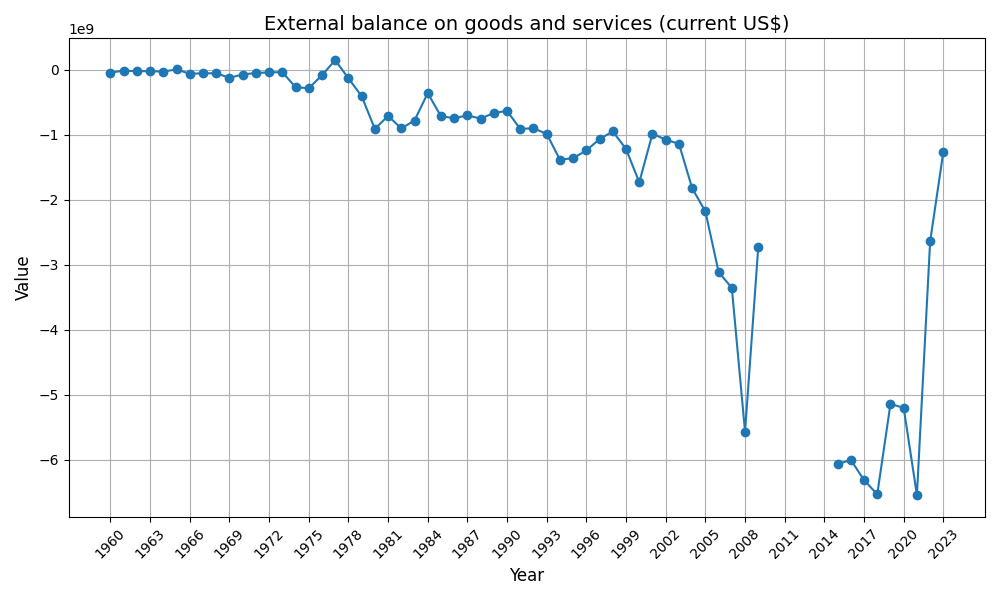 External balance on goods and services (current US$)
1e9
0
−1
−2
−3
−4
−5
−6
Value
1960 1963 1966 1969 1972 1975 1978 1981 1984 1987 1990 1993 1996 1999 2002 2005 2008 2011 2014 2017 2020 2023
Year